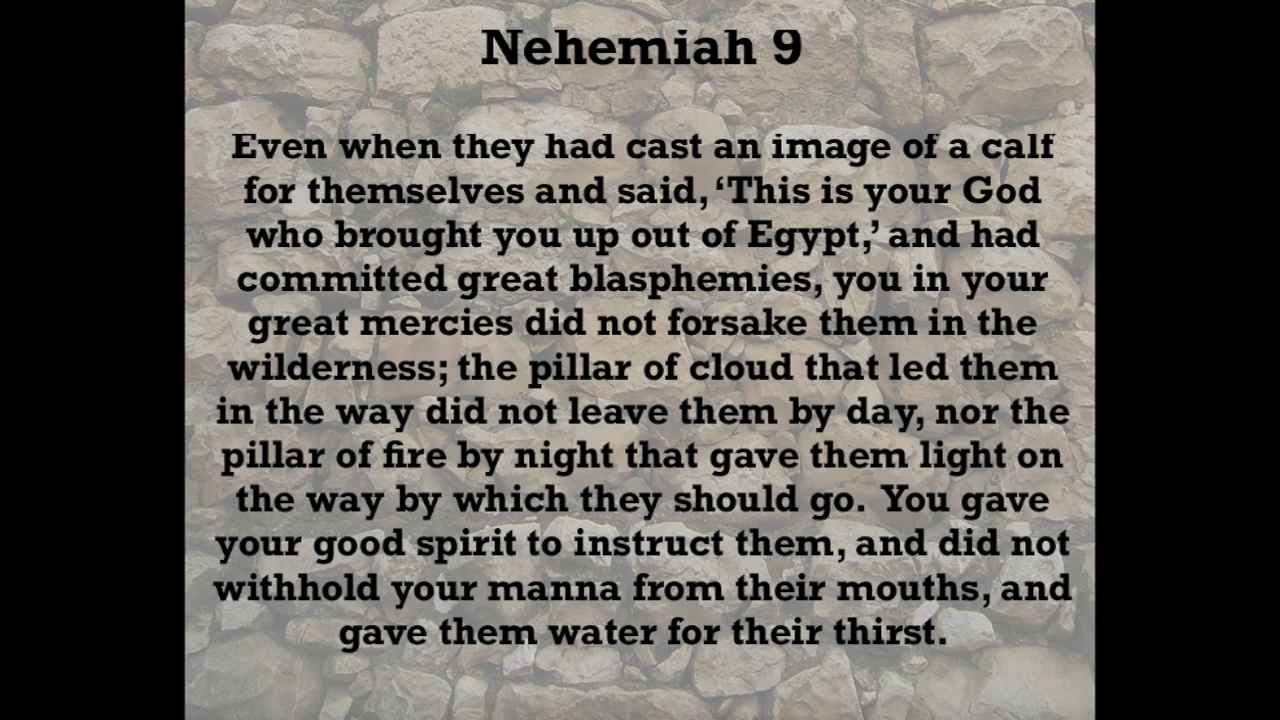 Nehemiah 9
Even when they had cast an image of a calf
for themselves and said, ‘This is your God
who brought you up out of Egypt,’ and had
committed great blasphemies, you in your
great mercies did not forsake them in the
wilderness; the pillar of cloud that led them
in the way did not leave them by day, nor the
pillar of fire by night that gave them light on
the way by which they should go. You gave
your good spirit to instruct them, and did not
withhold your manna from their mouths, and
gave them water for their thirst.